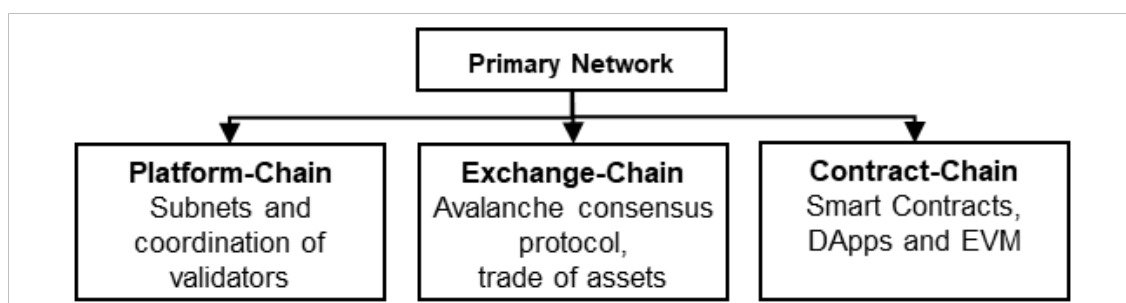 Primary Network
Platform-Chain
Subnets and
coordination of
validators
Exchange-Chain
Avalanche consensus
protocol,
trade of assets
Contract-Chain
Smart Contracts,
DApps and EVM